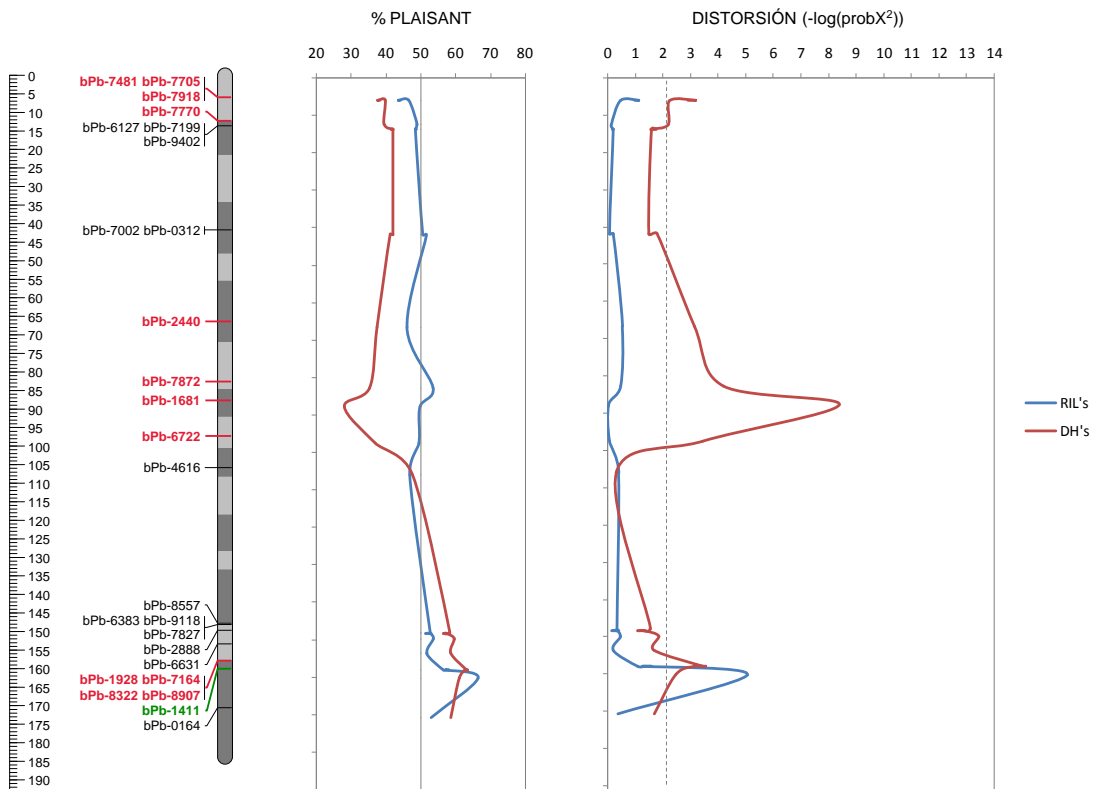 % PLAISANT
DISTORSIÓN (-log(probX²))
20 30 40 50 60 70 80
0 1 2 3 4 5 6 7 8 9 10 11 12 13 14
0
5
10
15
20
25
30
35
40
45
50
55
60
65
70
75
80
85
90
95
100
105
110
115
120
125
130
135
140
145
150
155
160
165
170
175
180
185
190
bPb-7481 bPb-7705
bPb-7918
bPb-7770
bPb-6127 bPb-7199
bPb-9402
bPb-7002 bPb-0312
bPb-2440
bPb-7872
bPb-1681
bPb-6722
bPb-4616
bPb-8557
bPb-6383 bPb-9118
bPb-7827
bPb-2888
bPb-6631
bPb-1928 bPb-7164
bPb-8322 bPb-8907
bPb-1411
bPb-0164
RIL's
DH's